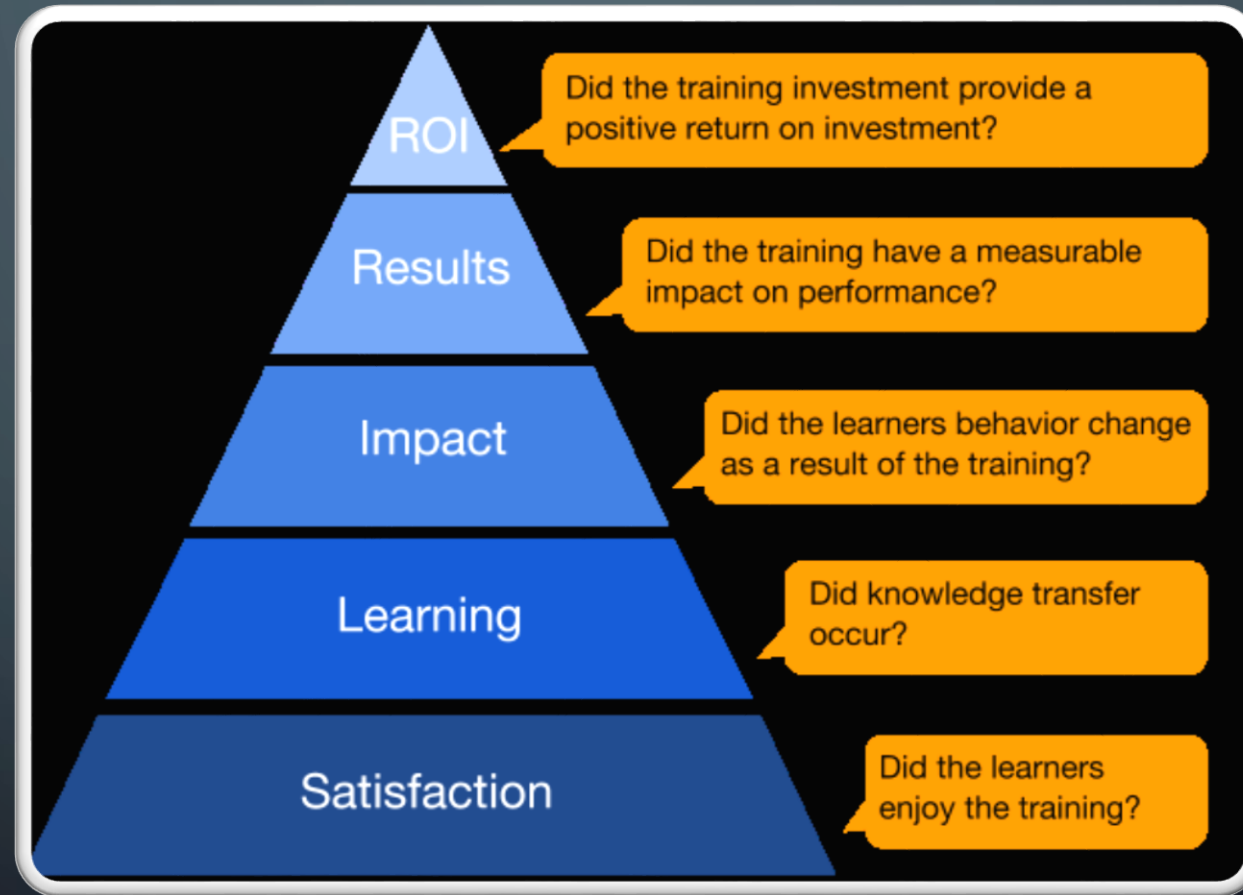 ROI
Did the training investment provide a
positive return on investment?
Results
Did the training have a measurable
impact on performance?
Impact
Did the learners behavior change
as a result of the training?
Learning
Did knowledge transfer
occur?
Satisfaction
Did the learners
enjoy the training?